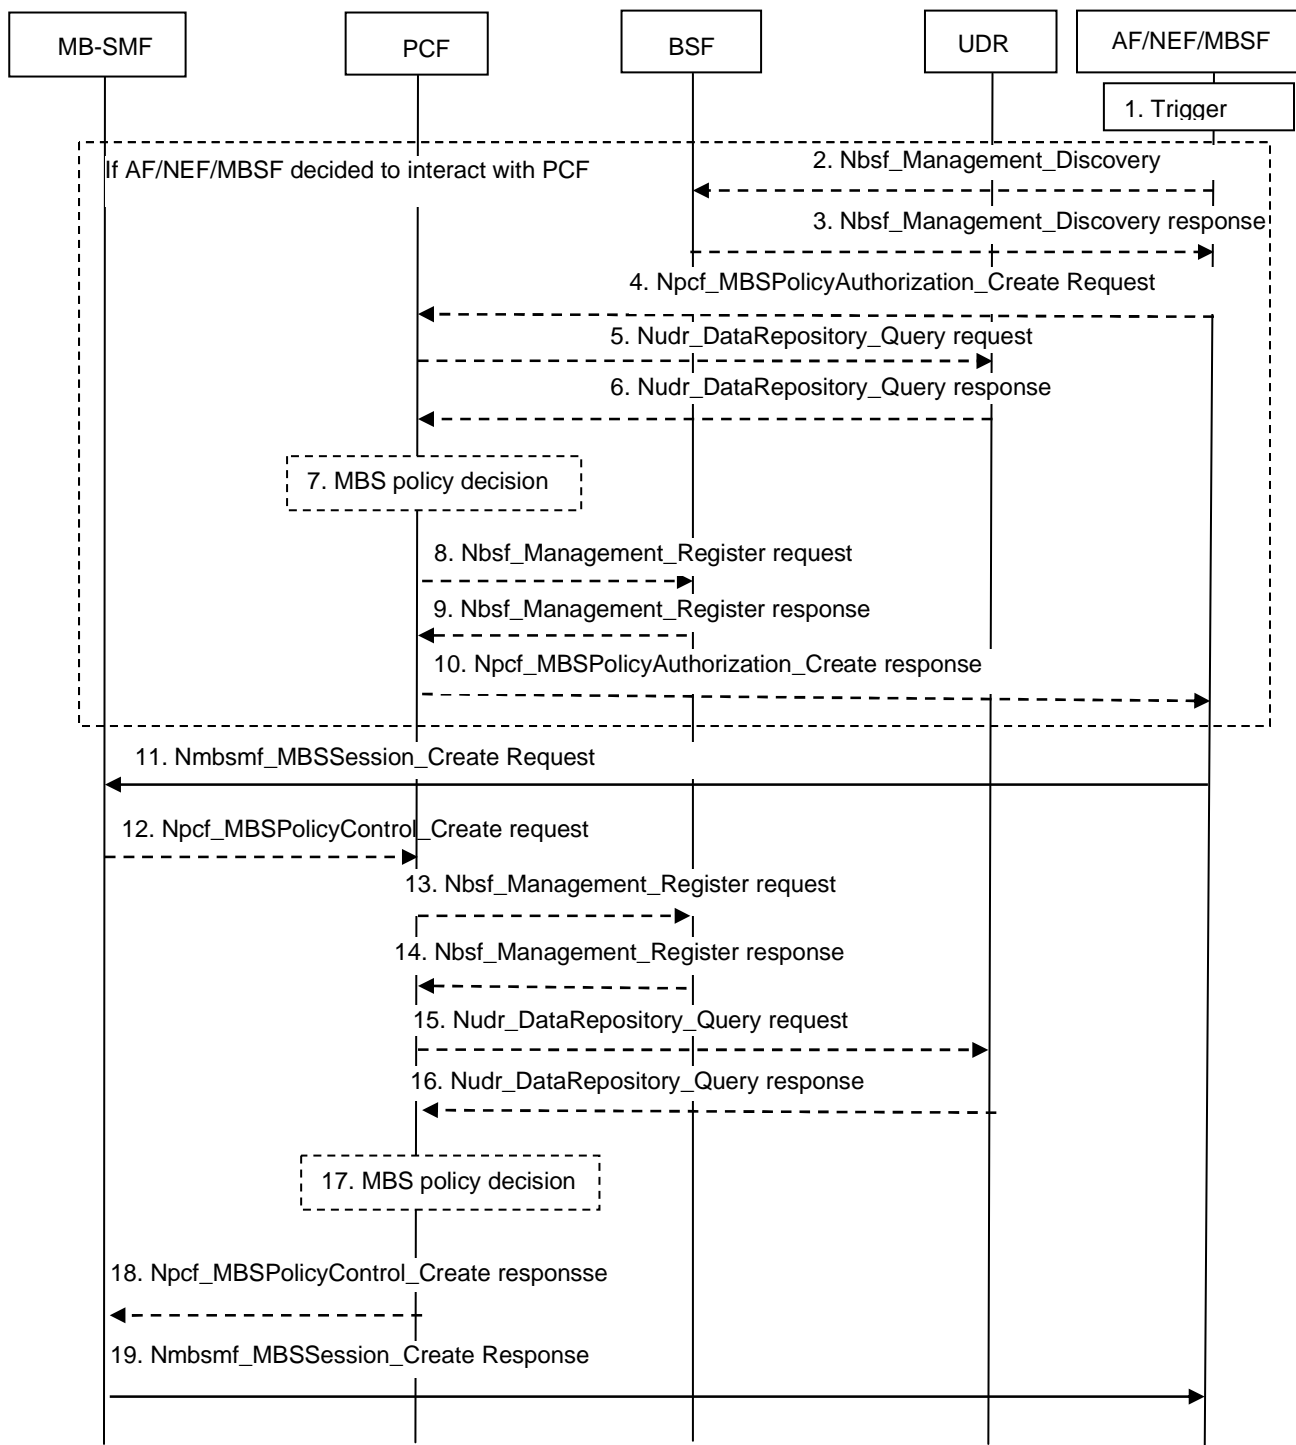 MB-SMF
PCF
BSF
UDR
AF/NEF/MBSF
1. Trigger
If AF/NEF/MBSF decided to interact with PCF
2. Nbsf_Management_Discovery
3. Nbsf_Management_Discovery response
4. Npcf_MBSPolicyAuthorization_Create Request
5. Nudr_DataRepository_Query request
6. Nudr_DataRepository_Query response
7. MBS policy decision
8. Nbsf_Management_Register request
9. Nbsf_Management_Register response
10. Npcf_MBSPolicyAuthorization_Create response
11. Nmbsmf_MBSSession_Create Request
12. Npcf_MBSPolicyControl_Create request
13. Nbsf_Management_Register request
14. Nbsf_Management_Register response
15. Nudr_DataRepository_Query request
16. Nudr_DataRepository_Query response
17. MBS policy decision
18. Npcf_MBSPolicyControl_Create responsse
19. Nmbsmf_MBSSession_Create Response